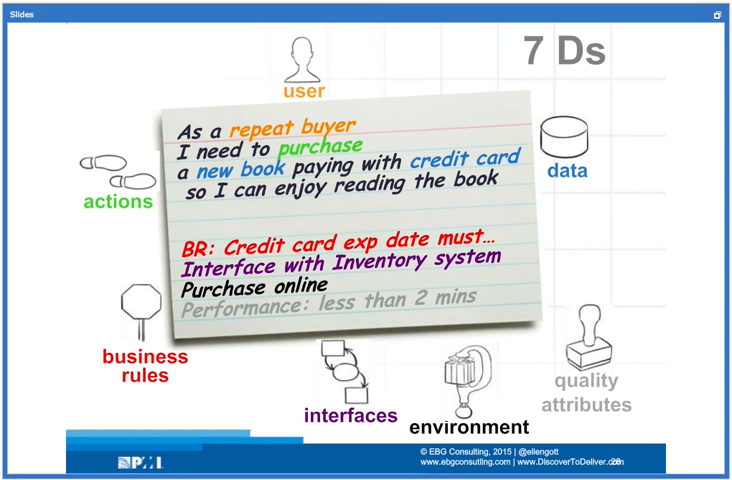 Slides
7 Ds
user
As a repeat buyer
I need to purchase
a new book paying with credit card
so I can enjoy reading the book
BR: Credit card exp date must...
Interface with Inventory system
Purchase online
Performance: less than 2 mins
data
actions
business
rules
interfaces
environment
quality
attributes
© EBG Consulting, 2015 | @ellengott
www.ebgconsutling.com | www.DiscoverToDeliver.com
PMI